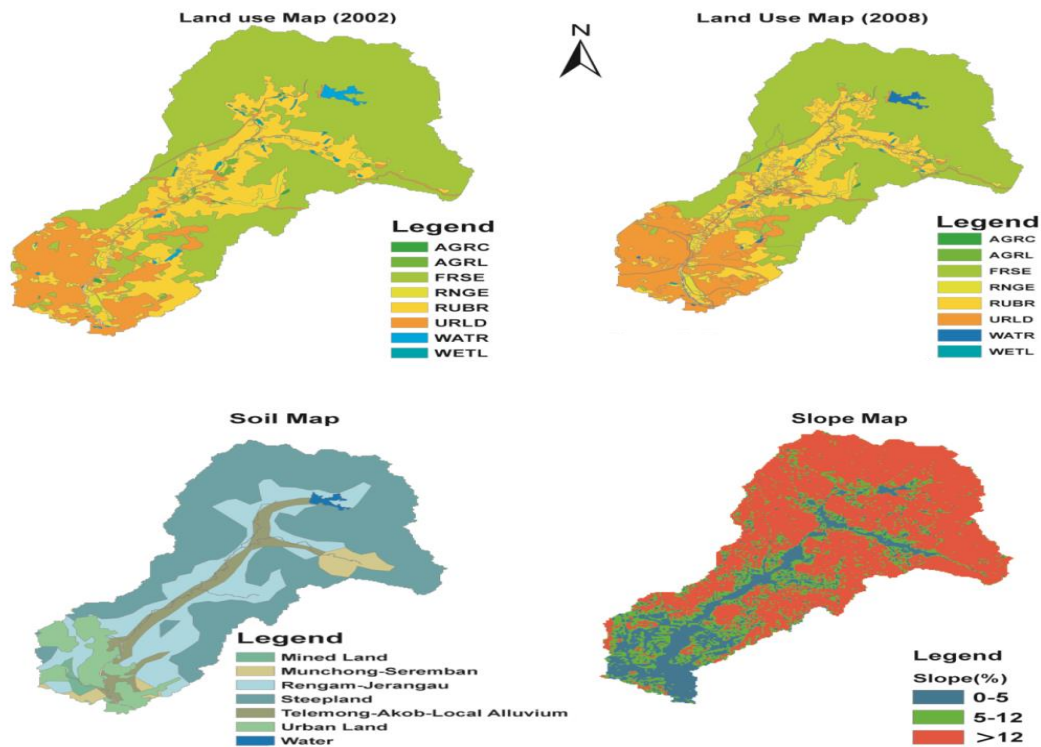 Land use Map (2002)
Legend
AGRC
AGRL
FRSE
RNGE
RUBR
URLD
WATR
WETL
N
Land Use Map (2008)
Legend
AGRC
AGRL
FRSE
RNGE
RUBR
URLD
WATR
WETL
Soil Map
Legend
Mined Land
Munchong-Seremban
Rengam-Jerangau
Steepland
Telemong-Akob-Local Alluvium
Urban Land
Water
Slope Map
Legend
Slope(%)
0-5
5-12
>12